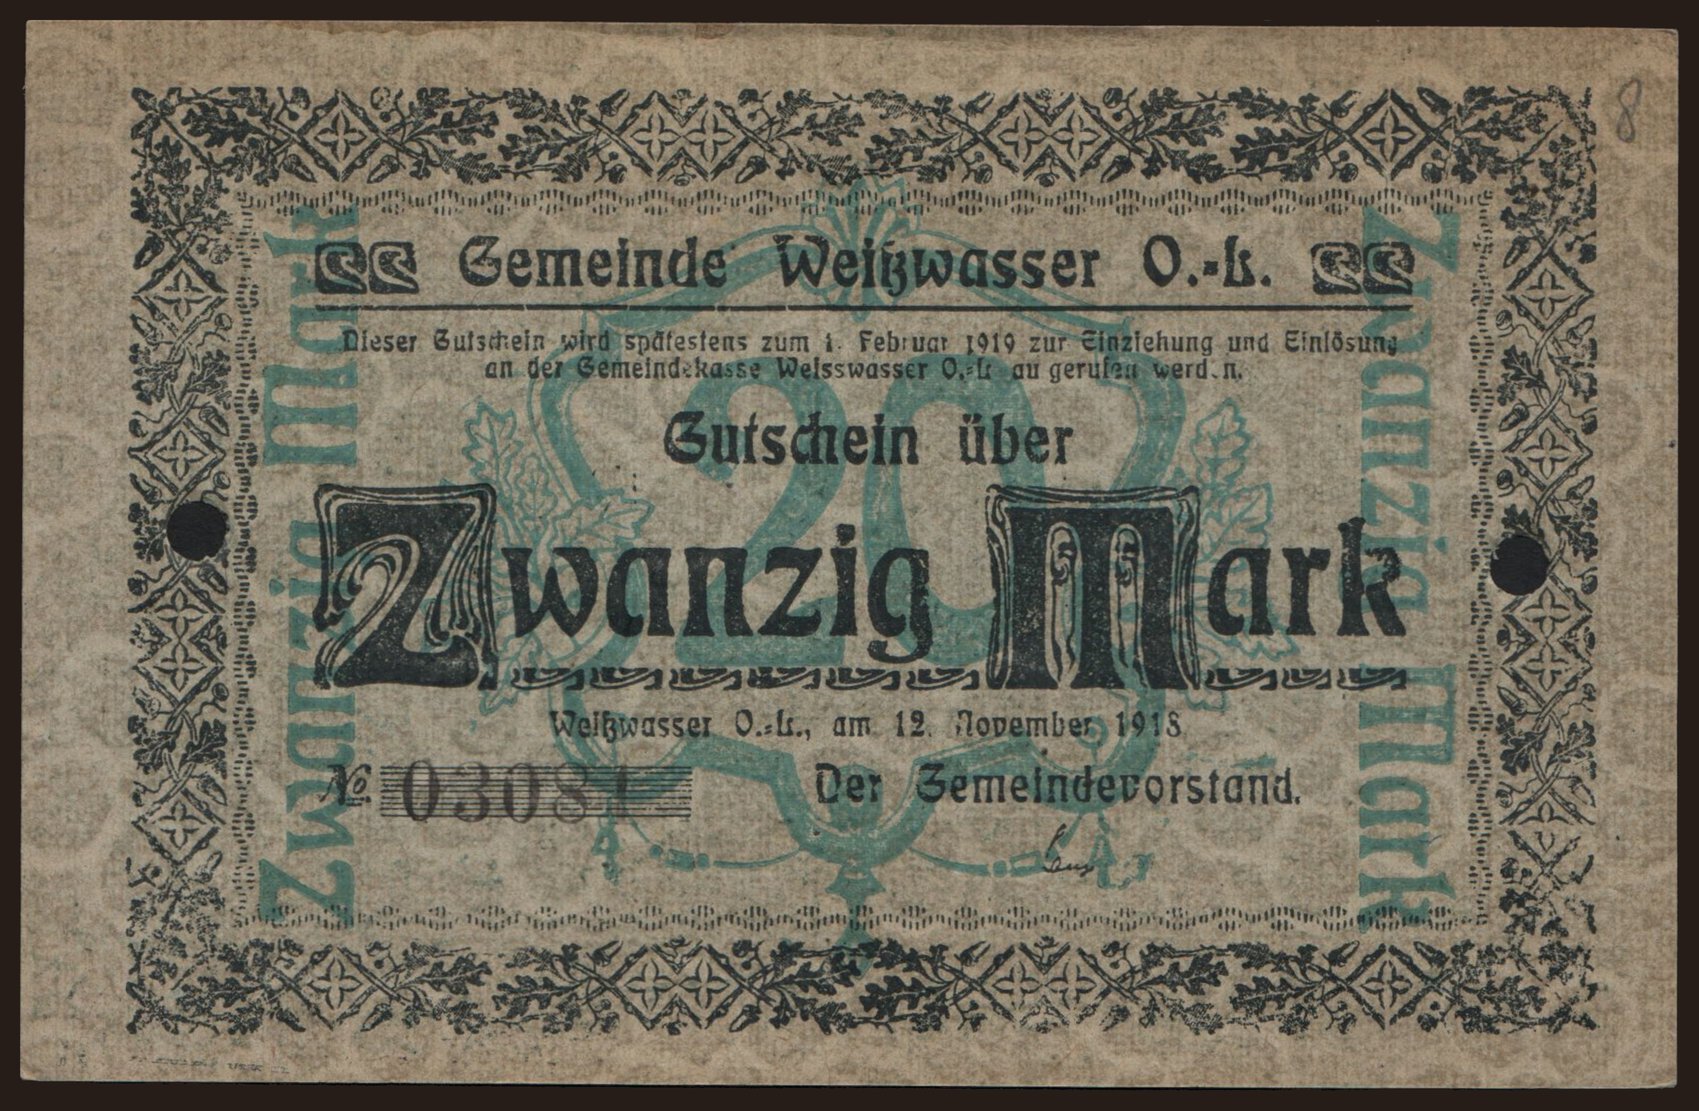 8
Gemeinde Weißwasser O.-L.
Dieser Gutschein wird spätestens zum 1. Februar 1919 zur Einziehung und Einlösung
an der Gemeindekasse Weisswasser O.-L. aufgerufen werden.
20
Gutschein über
Zwanzig Mark
Weißwasser O.-L., am 12. November 1918
№ 03081
Der Gemeindevorstand.
Zwanzig Mark
Zwanzig Mark